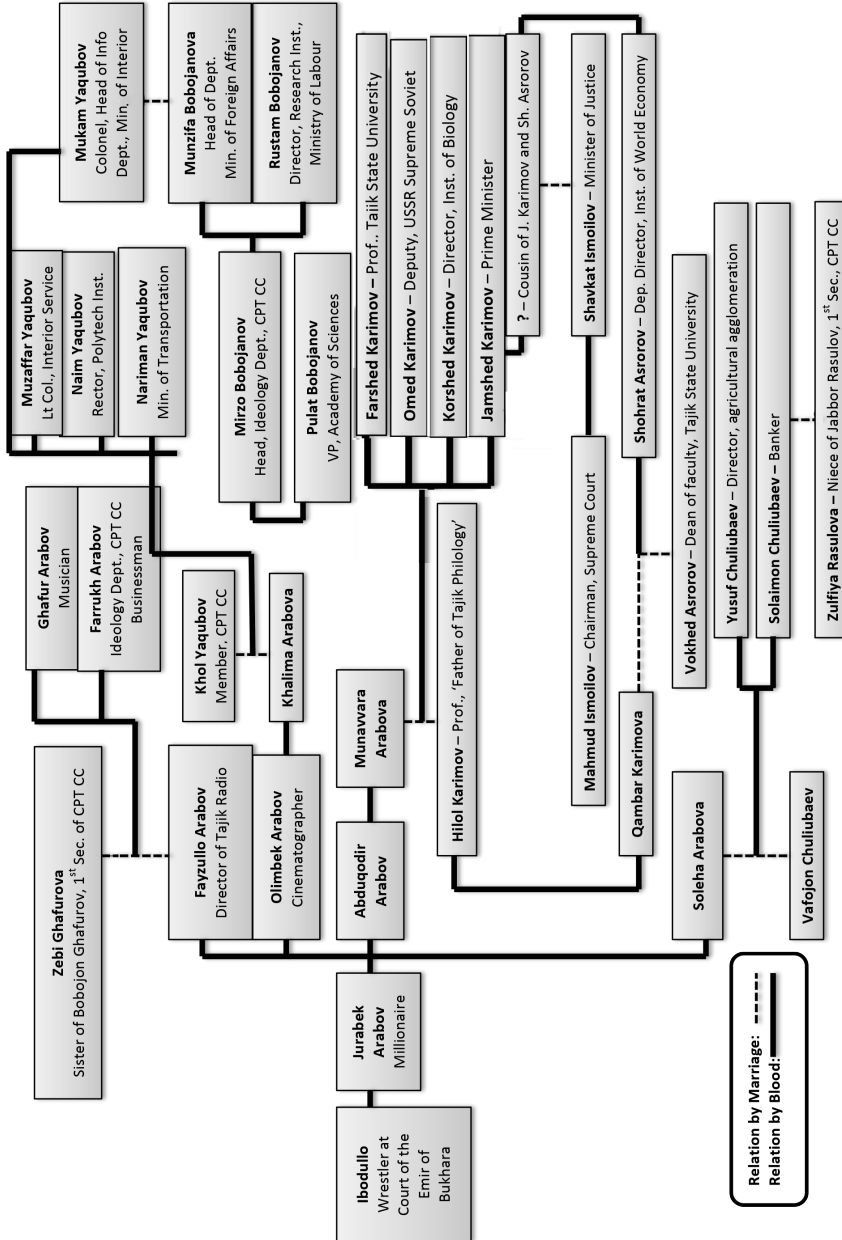 Zebi Ghafurova
Sister of Bobojon Ghafurov, 1st Sec. of CPT CC
Ghafur Arabov
Musician
Farrukh Arabov
Ideology Dept., CPT CC
Businessman
Muzaffar Yaqubov
Lt Col., Interior Service
Naim Yaqubov
Rector, Polytech Inst.
Nariman Yaqubov
Min. of Transportation
Mukam Yaqubov
Colonel, Head of Info
Dept., Min. of Interior
Munzifa Bobojanova
Head of Dept.
Min. of Foreign Affairs
Rustam Bobojanov
Director, Research Inst.,
Ministry of Labour
Fayzullo Arabov
Director of Tajik Radio
Olimbek Arabov
Cinematographer
Khol Yaqubov
Member, CPT CC
Khalima Arabova
Mirzo Bobojanov
Head, Ideology Dept., CPT CC
Pulat Bobojanov
VP, Academy of Sciences
Ibodullo
Wrestler at
Court of the
Emir of
Bukhara
Jurabek
Arabov
Millionaire
Abduqodir
Arabov
Munavvara
Arabova
Farshed Karimov – Prof., Tajik State University
Omed Karimov – Deputy, USSR Supreme Soviet
Korshed Karimov – Director, Inst. of Biology
Jamshed Karimov – Prime Minister
Hilol Karimov – Prof., ‘Father of Tajik Philology’
? – Cousin of J. Karimov and Sh. Asrorov
Mahmud Ismoilov – Chairman, Supreme Court
Shavkat Ismoilov – Minister of Justice
Qambar Karimova
Shohrat Asrorov – Dep. Director, Inst. of World Economy
Soleha Arabova
Vokhed Asrorov – Dean of faculty, Tajik State University
Yusuf Chuliubaev – Director, agricultural agglomeration
Solaimon Chuliubaev – Banker
Vafojon Chuliubaev
Zulfiya Rasulova – Niece of Jabbor Rasulov, 1st Sec., CPT CC
Relation by Marriage:
Relation by Blood: